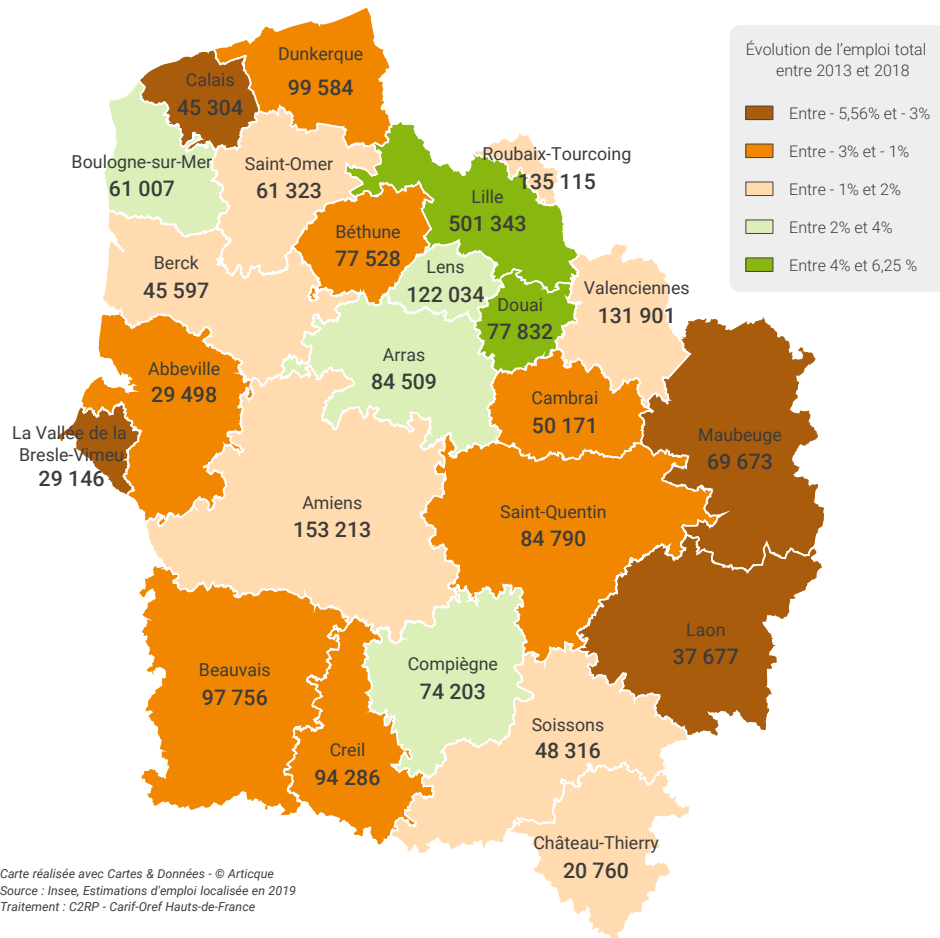 Évolution de l'emploi total
entre 2013 et 2018
Entre - 5,56% et - 3%
Entre - 3% et - 1%
Entre - 1% et 2%
Entre 2% et 4%
Entre 4% et 6,25 %
Dunkerque
99 584
Calais
45 304
Boulogne-sur-Mer
61 007
Saint-Omer
61 323
Roubaix-Tourcoing
135 115
Lille
501 343
Béthune
77 528
Berck
45 597
Lens
122 034
Douai
77 832
Valenciennes
131 901
Arras
84 509
Abbeville
29 498
Cambrai
50 171
La Vallée de la
Bresle-Vimeu
29 146
Maubeuge
69 673
Amiens
153 213
Saint-Quentin
84 790
Laon
37 677
Beauvais
97 756
Compiègne
74 203
Soissons
48 316
Creil
94 286
Château-Thierry
20 760
Carte réalisée avec Cartes & Données - © Articque
Source : Insee, Estimations d'emploi localisée en 2019
Traitement : C2RP - Carif-Oref Hauts-de-France